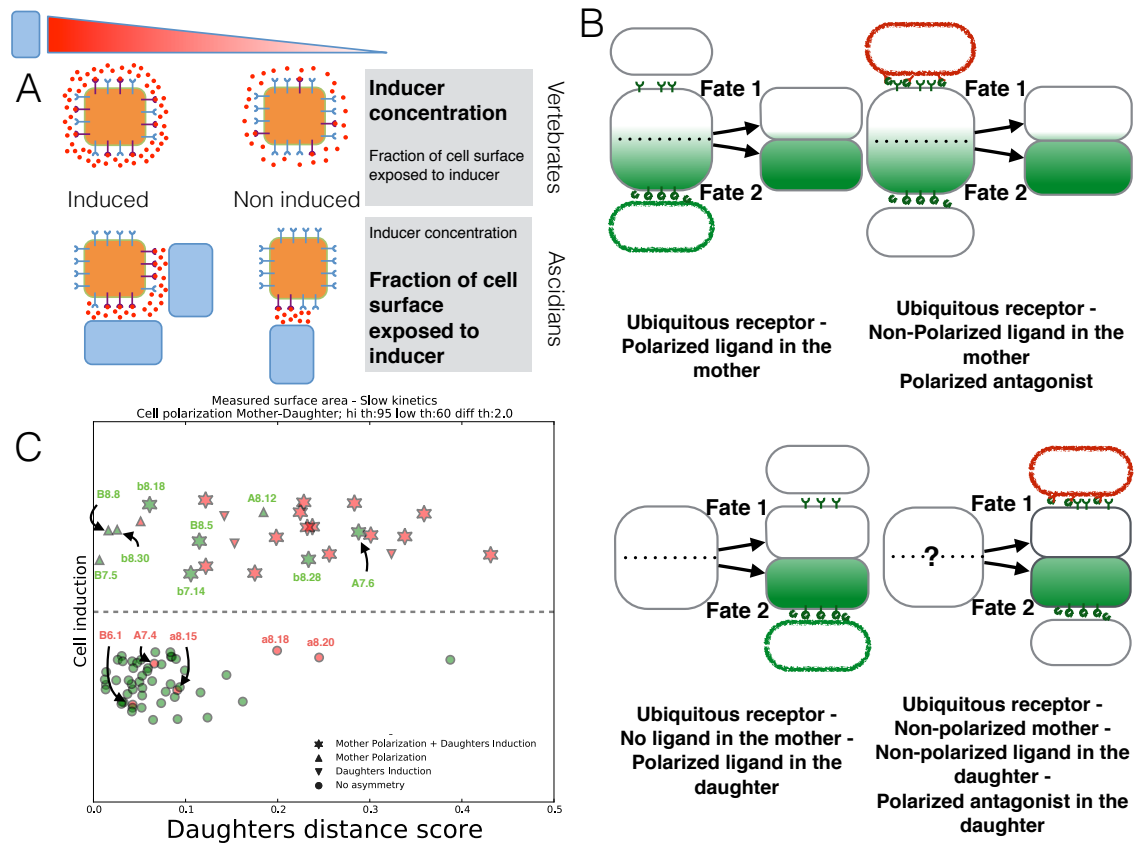 A
Induced
Non induced
Inducer
concentration
Fraction of cell surface
exposed to inducer
Vertebrates
Inducer concentration
Fraction of cell
surface
exposed to
inducer
Ascidians
B
Fate 1
Fate 2
Ubiquitous receptor -
Polarized ligand in the
mother
Fate 1
Fate 2
Ubiquitous receptor -
Non-Polarized ligand in the
mother
Polarized antagonist
Fate 1
Fate 2
Ubiquitous receptor -
No ligand in the mother -
Polarized ligand in the
daughter
?
Fate 1
Fate 2
Ubiquitous receptor -
Non-polarized mother -
Non-polarized ligand in the
daughter -
Polarized antagonist in the
daughter
C
Measured surface area - Slow kinetics
Cell polarization Mother-Daughter; hi th:95 low th:60 diff th:2.0
Cell induction
B8.8
b8.18
A8.12
B8.5
b8.30
B7.5
b7.14
b8.28
A7.6
B6.1
A7.4
a8.15
a8.18
a8.20
Mother Polarization + Daughters Induction
Mother Polarization
Daughters Induction
No asymmetry
0.0
0.1
0.2
0.3
0.4
0.5
Daughters distance score